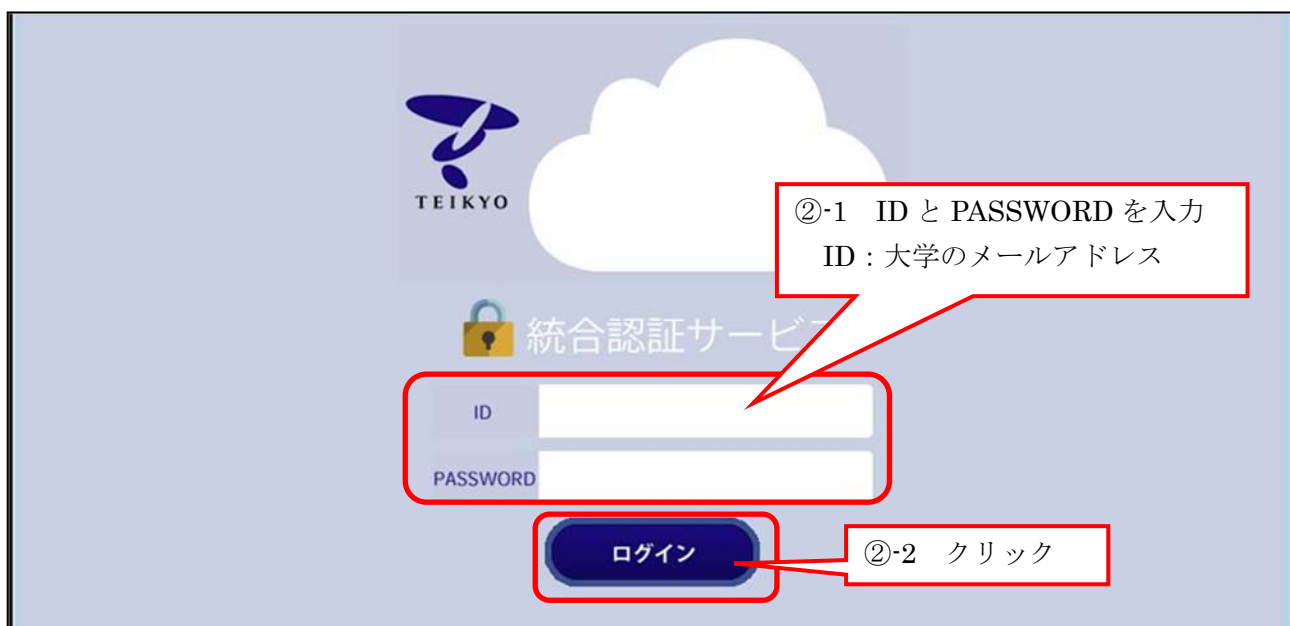 TEIKYO
②-1 ID と PASSWORD を入力
ID：大学のメールアドレス
統合認証サービス
ID
PASSWORD
ログイン
②-2 クリック